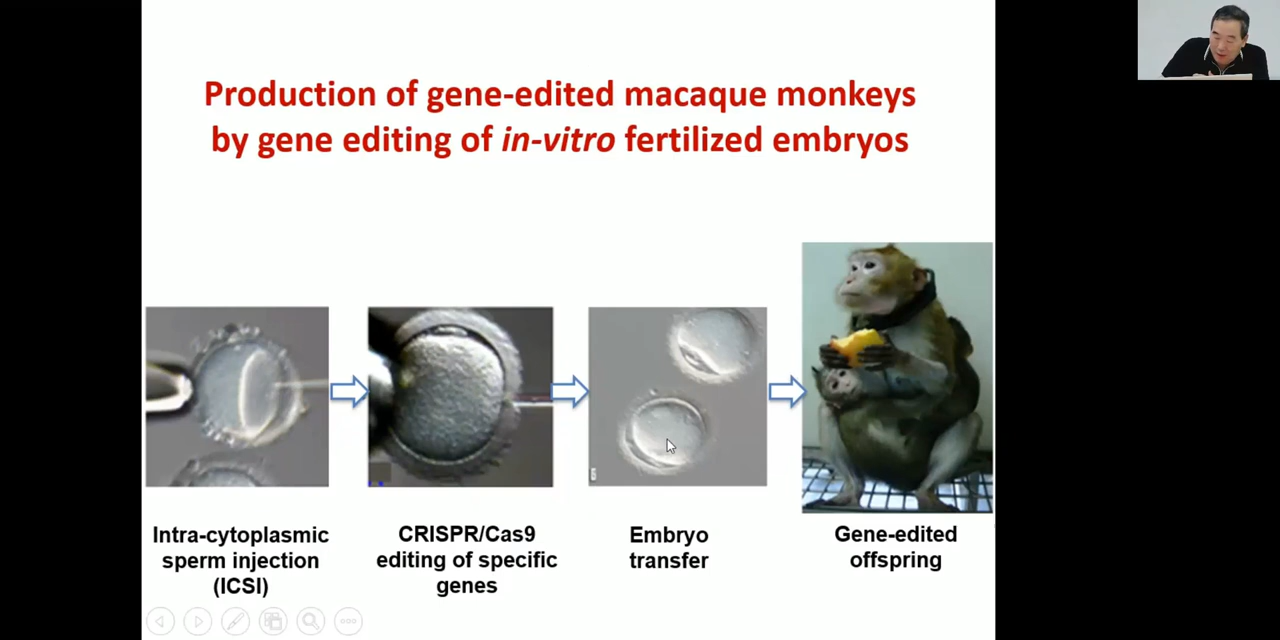 Production of gene-edited macaque monkeys
by gene editing of in-vitro fertilized embryos
Intra-cytoplasmic
sperm injection
(ICSI)
CRISPR/Cas9
editing of specific
genes
Embryo
transfer
Gene-edited
offspring